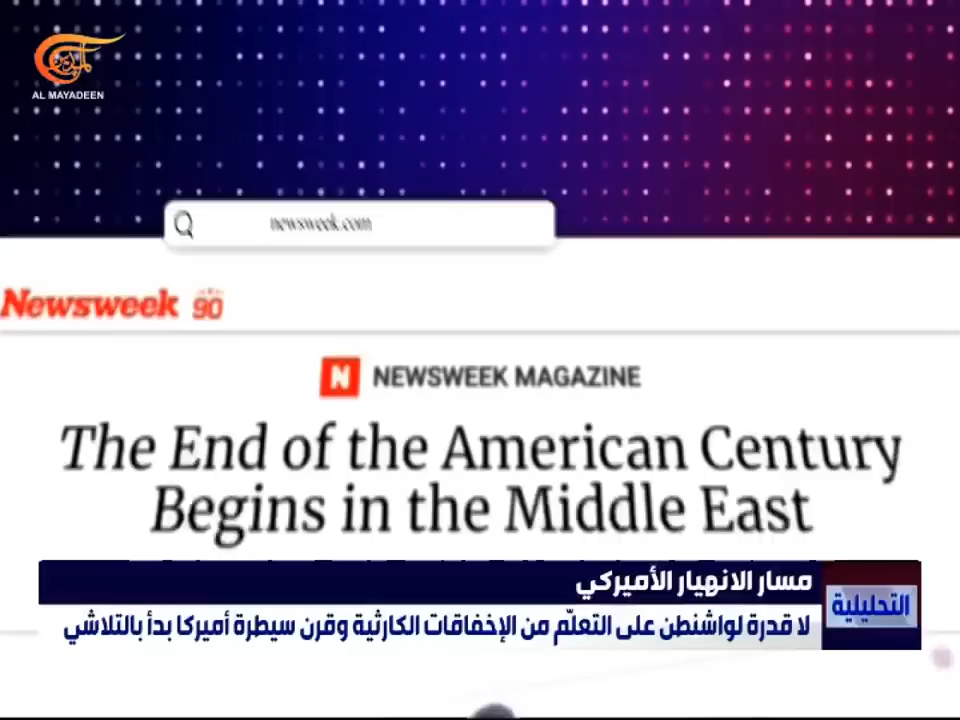 الميادين
AL MAYADEEN
newsweek.com
Newsweek 90
N NEWSWEEK MAGAZINE
The End of the American Century
Begins in the Middle East
مسار الانهيار الأميركي
التحليلية
لا قدرة لواشنطن على التعلّم من الإخفاقات الكارثية وقرن سيطرة أميركا بدأ بالتلاشي